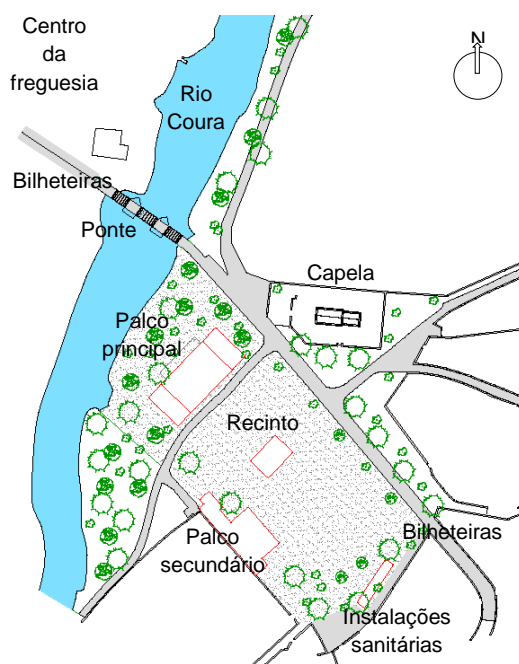 Centro
da
freguesia
N
Rio
Coura
Bilheteiras
Ponte
Capela
Palco
principal
Recinto
Palco
secundário
Bilheteiras
Instalações
sanitárias